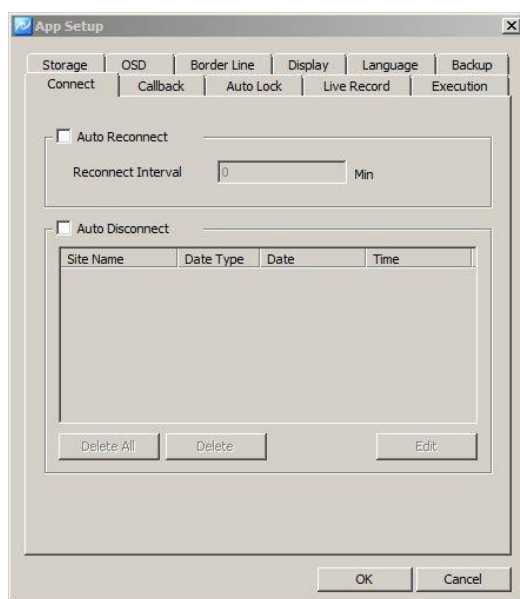 App Setup
Storage OSD Border Line Display Language Backup
Connect Callback Auto Lock Live Record Execution
Auto Reconnect
Reconnect Interval 0 Min
Auto Disconnect
Site Name Date Type Date Time
Delete All Delete Edit
OK Cancel